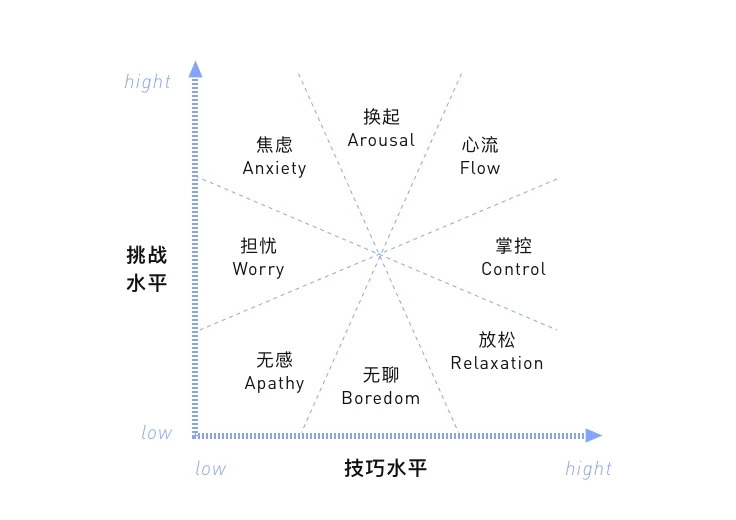 hight
换起
Arousal
焦虑
Anxiety
心流
Flow
担忧
Worry
掌控
Control
挑战
水平
放松
Relaxation
无感
Apathy
无聊
Boredom
low
low
技巧水平
hight